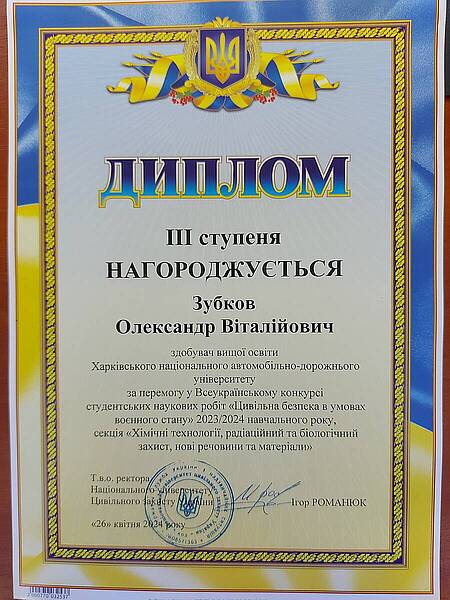 ДИПЛОМ
III ступеня
НАГОРОДЖУЄТЬСЯ
Зубков
Олександр Віталійович
здобувач вищої освіти
Харківського національного автомобільно-дорожнього
університету
за перемогу у Всеукраїнському конкурсі
студентських наукових робіт «Цивільна безпека в умовах
воєнного стану» 2023/2024 навчального року,
секція «Хімічні технології, радіаційний та біологічний
захист, нові речовини та матеріали»
Т.в.о. ректора
Національного університету
Цивільного захисту України
Ігор РОМАНЮК
«26» квітня 2024 року